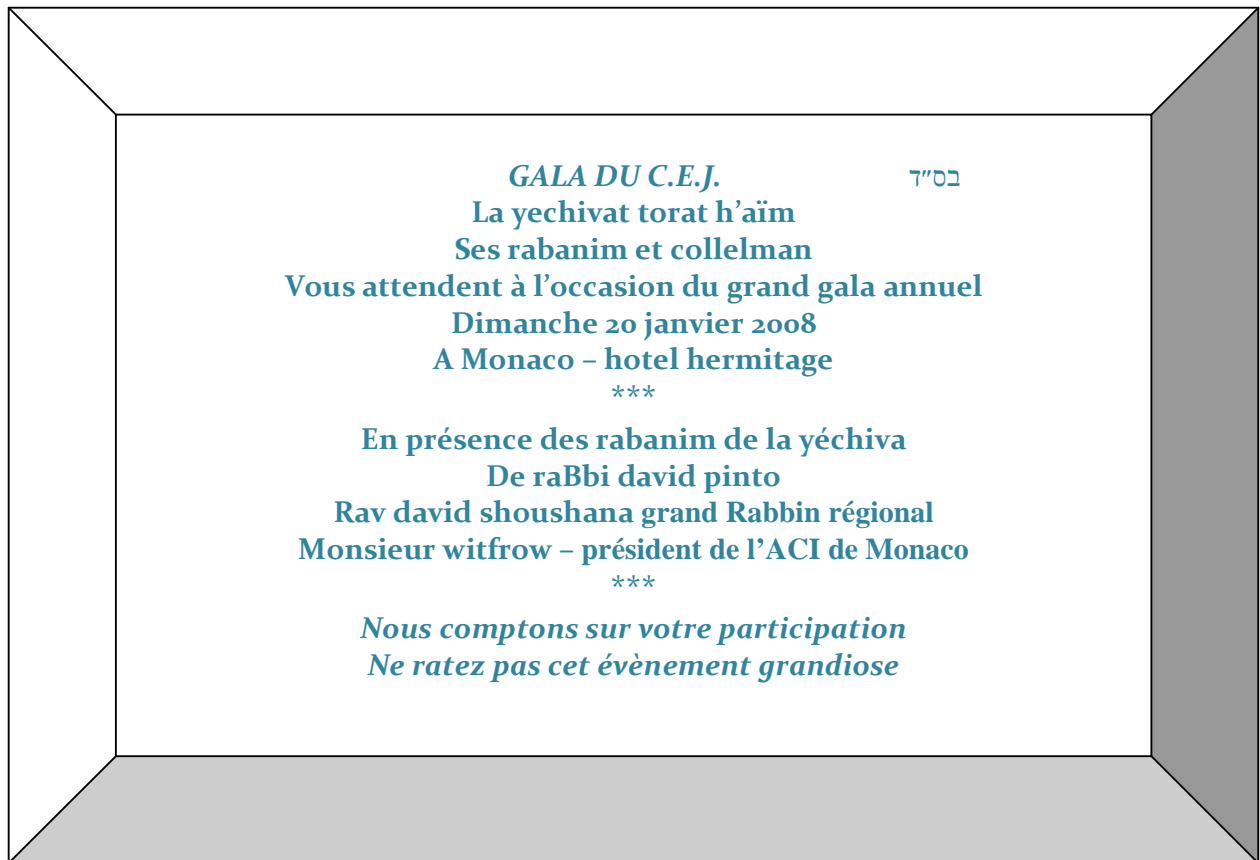 GALA DU C.E.J. בס"ד
La yechivat torat h’aïm
Ses rabanim et collelman
Vous attendent à l’occasion du grand gala annuel
Dimanche 20 janvier 2008
A Monaco – hotel hermitage
***
En présence des rabanim de la yéchiva
De raBbi david pinto
Rav david shoushana grand Rabbin régional
Monsieur witfrow – président de l’ACI de Monaco
***
Nous comptons sur votre participation
Ne ratez pas cet évènement grandiose